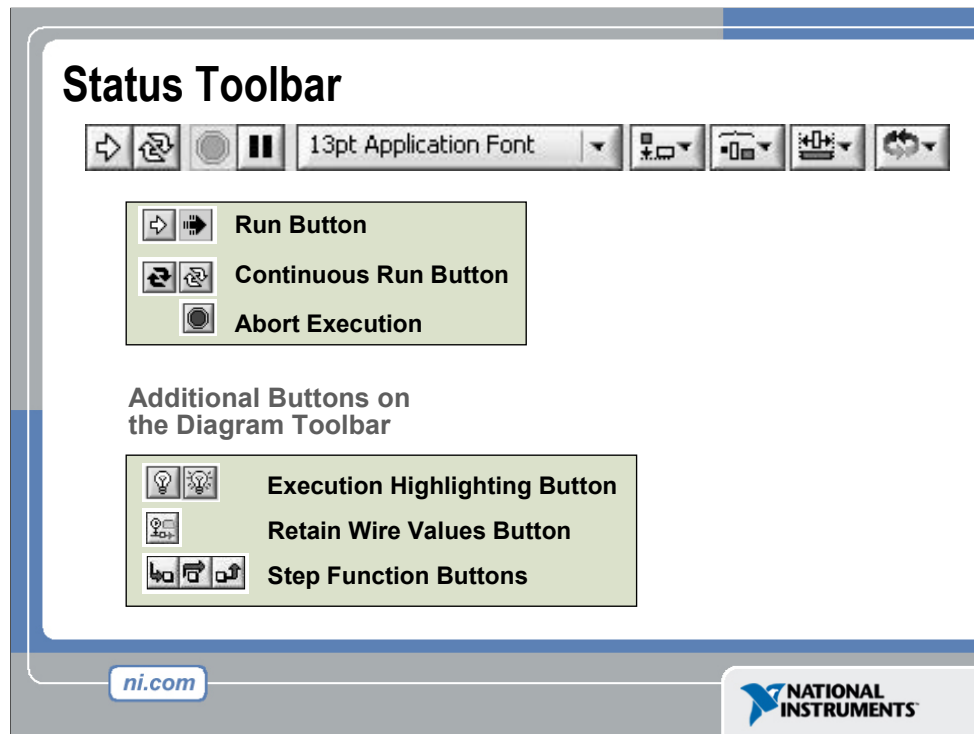 Status Toolbar
13pt Application Font
Run Button
Continuous Run Button
Abort Execution
Additional Buttons on
the Diagram Toolbar
Execution Highlighting Button
Retain Wire Values Button
Step Function Buttons
ni.com
NATIONAL
INSTRUMENTS